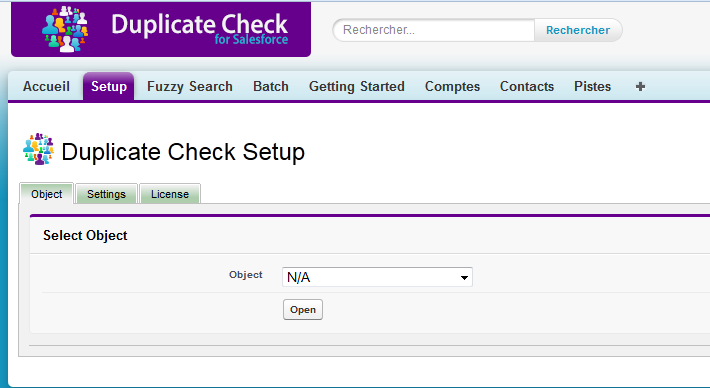 Duplicate Check
for Salesforce
Rechercher...
Rechercher
Accueil Setup Fuzzy Search Batch Getting Started Comptes Contacts Pistes +
Duplicate Check Setup
Object Settings License
Select Object
Object N/A
Open